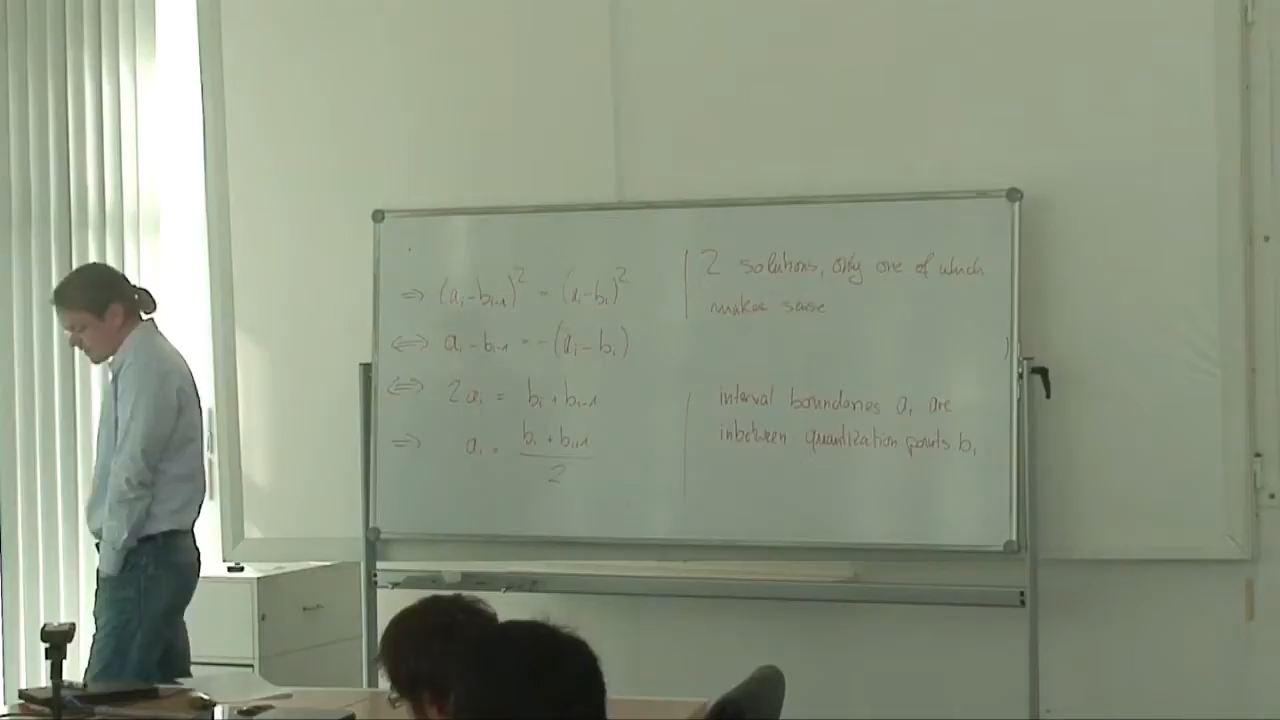 ⇒ (aᵢ - bᵢ₋₁)² = (aᵢ - bᵢ)²
⇔ aᵢ - bᵢ₋₁ = -(aᵢ - bᵢ)
⇔ 2aᵢ = bᵢ + bᵢ₋₁
⇒ aᵢ = (bᵢ + bᵢ₋₁) / 2
2 solutions, only one of which
makes sense
interval boundaries aᵢ are
inbetween quantization points bᵢ